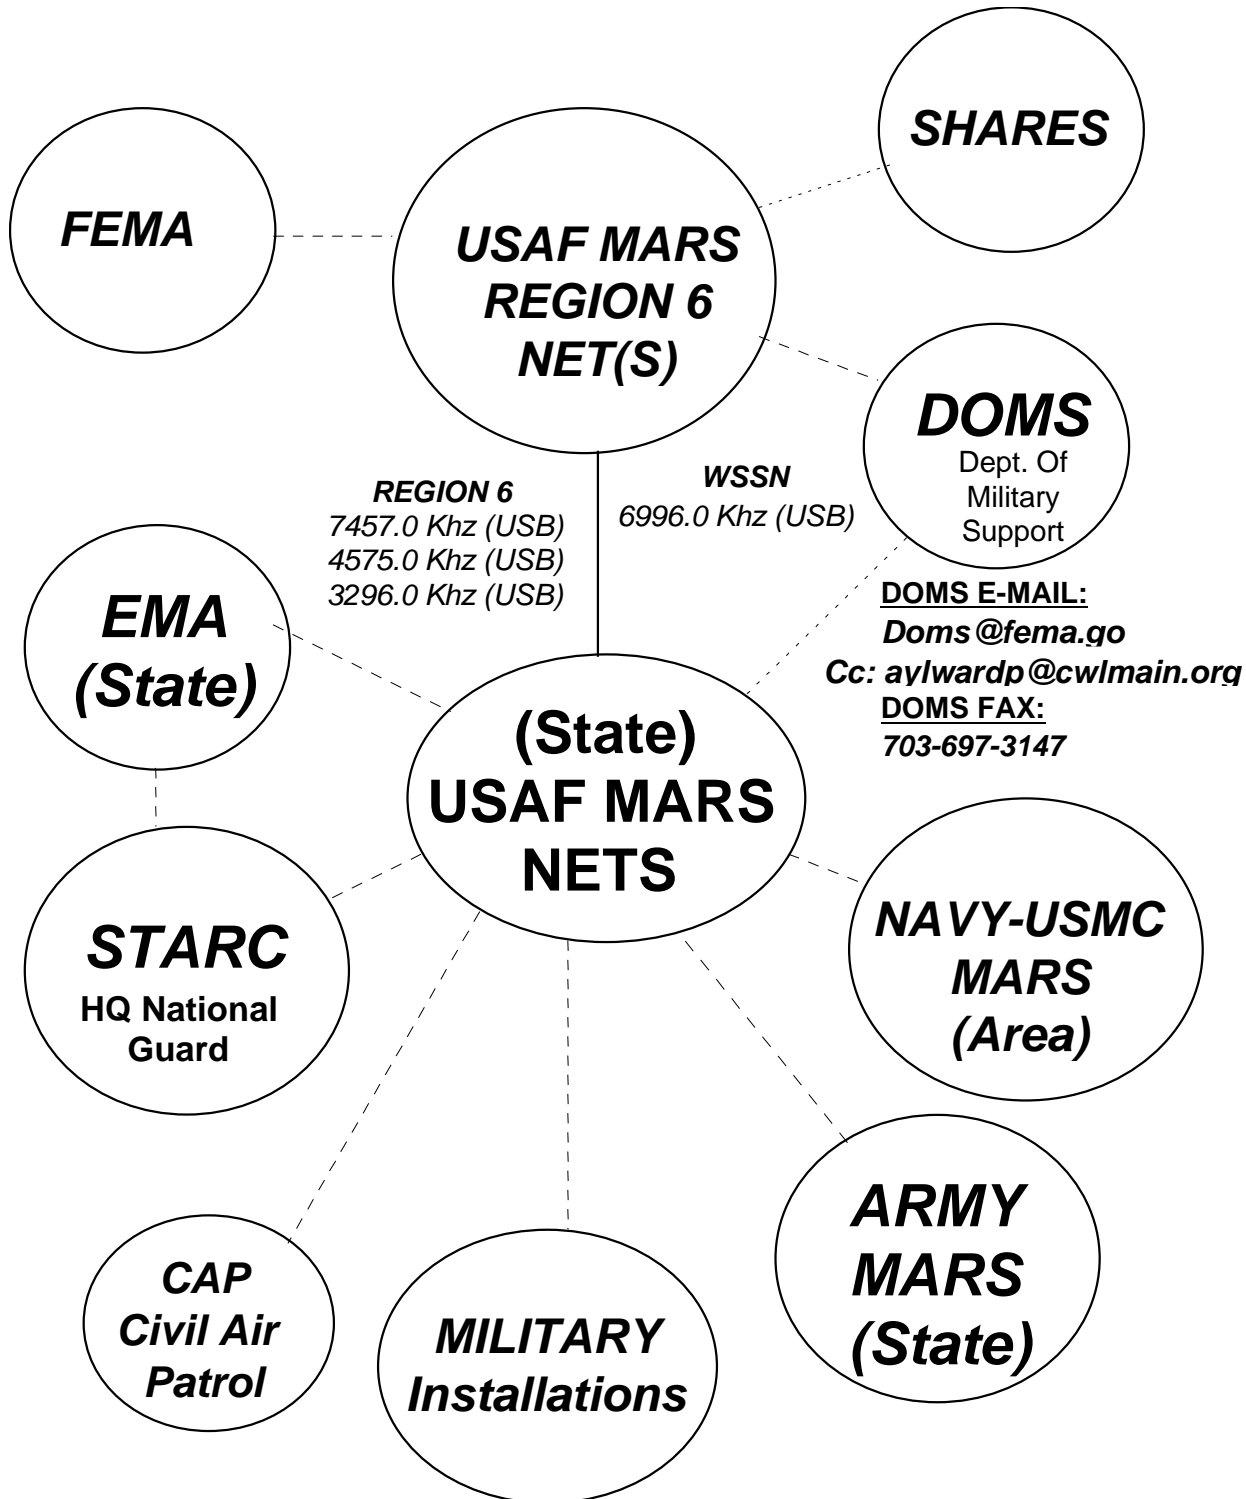 SHARES
FEMA
USAF MARS
REGION 6
NET(S)
DOMS
Dept. Of
Military
Support
REGION 6
7457.0 Khz (USB)
4575.0 Khz (USB)
3296.0 Khz (USB)
WSSN
6996.0 Khz (USB)
DOMS E-MAIL:
Doms@fema.go
Cc: aylwardp@cwlmain.org
DOMS FAX:
703-697-3147
EMA
(State)
(State)
USAF MARS
NETS
STARC
HQ National
Guard
NAVY-USMC
MARS
(Area)
ARMY
MARS
(State)
CAP
Civil Air
Patrol
MILITARY
Installations